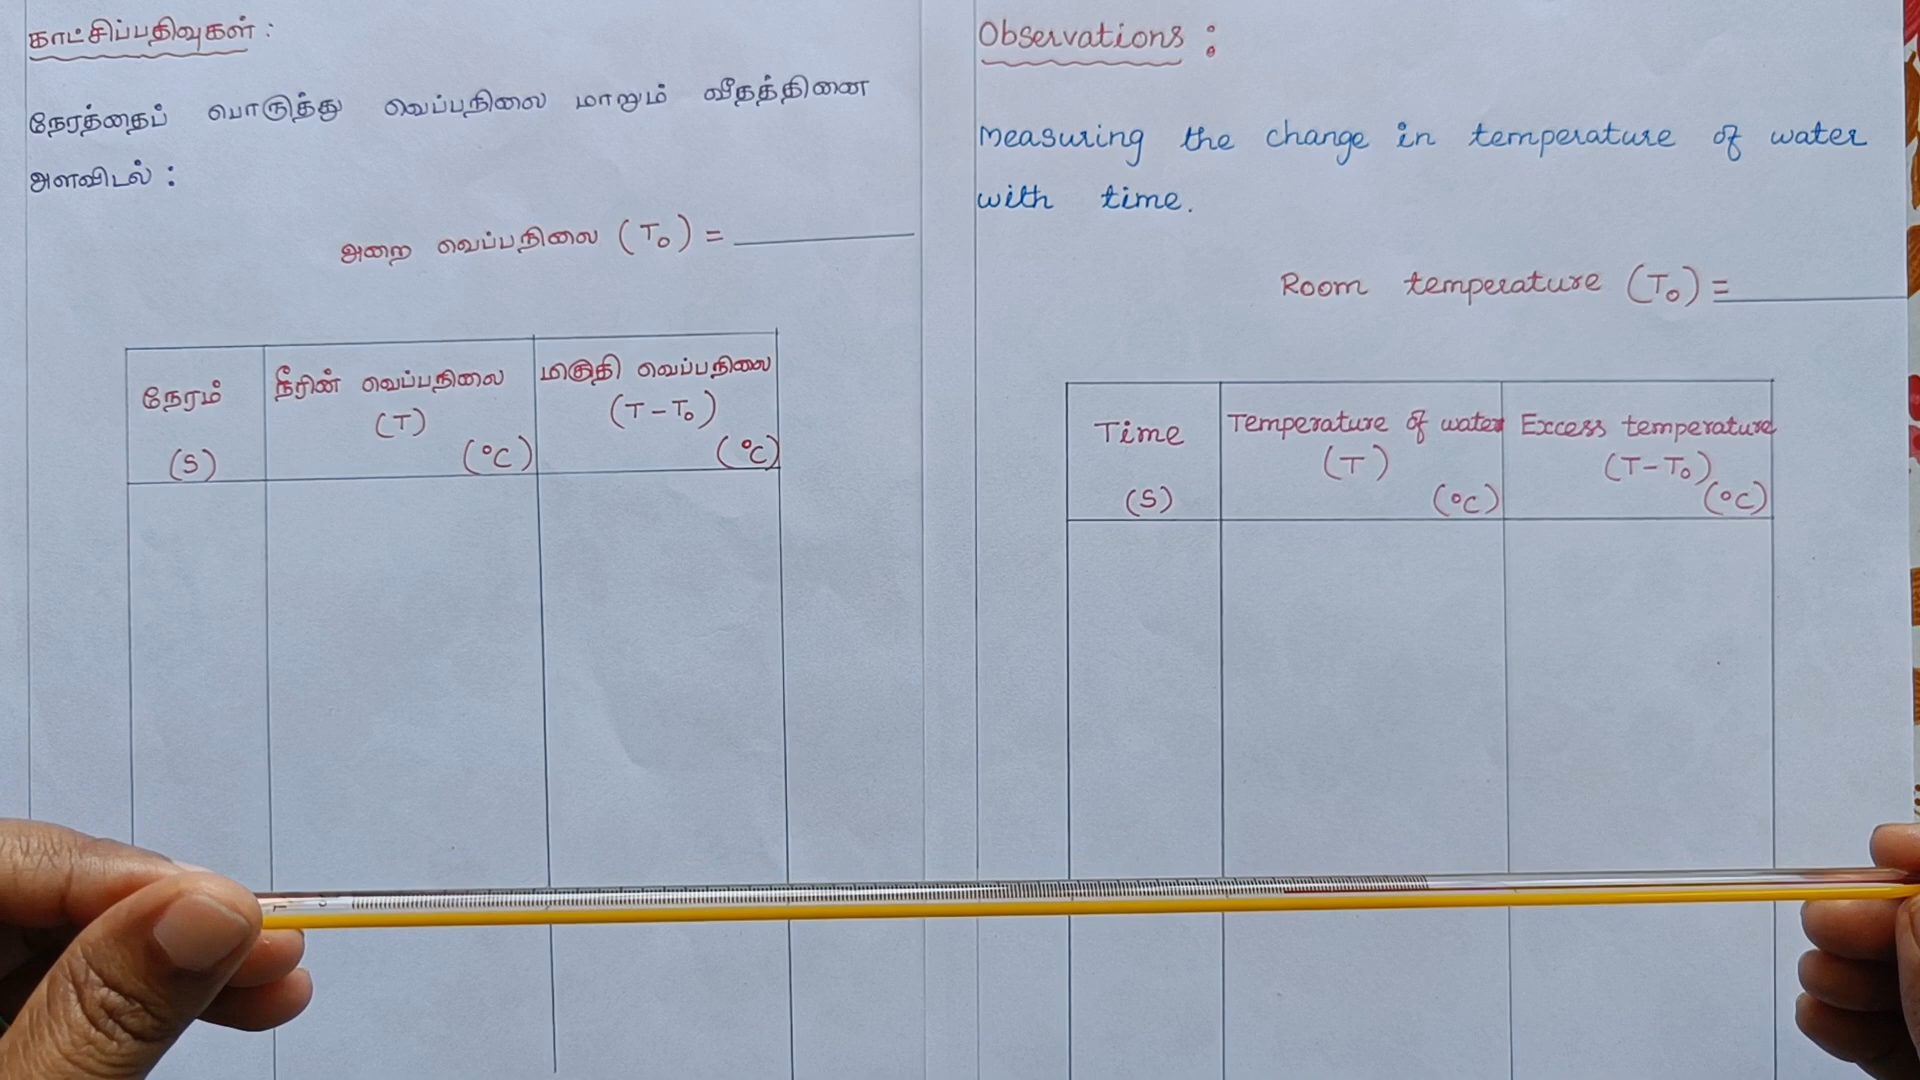 காட்சிப்பதிவுகள் :
நேரத்தைப் பொருத்து வெப்பநிலை மாறும் வீதத்தினை
அளவிடல் :
அறை வெப்பநிலை (T₀) =
நேரம்
(S)
நீரின் வெப்பநிலை
(T)
(°C)
மிகுதி வெப்பநிலை
(T-T₀)
(°C)
Observations :
Measuring the change in temperature of water
with time.
Room temperature (T₀) =
Time
(S)
Temperature of water
(T)
(°C)
Excess temperature
(T-T₀)
(°C)